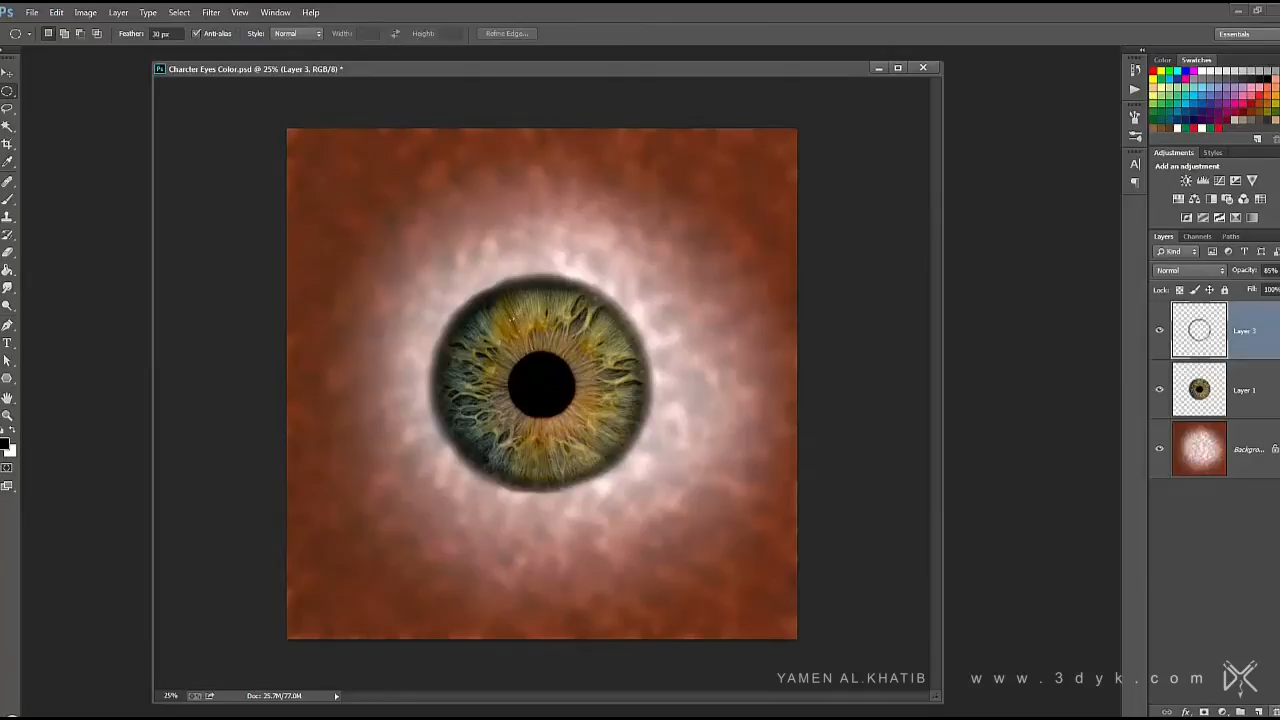 Ps File Edit Image Layer Type Select Filter View Window Help
Feather: 30 px Anti-alias Style: Normal Width: Height: Refine Edge... Essentials
Ps Charcter Eyes Color.psd @ 25% (Layer 3, RGB/8) *
Color Swatches
Adjustments Styles
Add an adjustment
Layers Channels Paths
Kind
Normal Opacity: 85%
Lock: Fill: 100%
Layer 3
Layer 1
Backgro...
YAMEN AL.KHATIB www.3dyk.com
25% Doc: 25.7M/77.0M